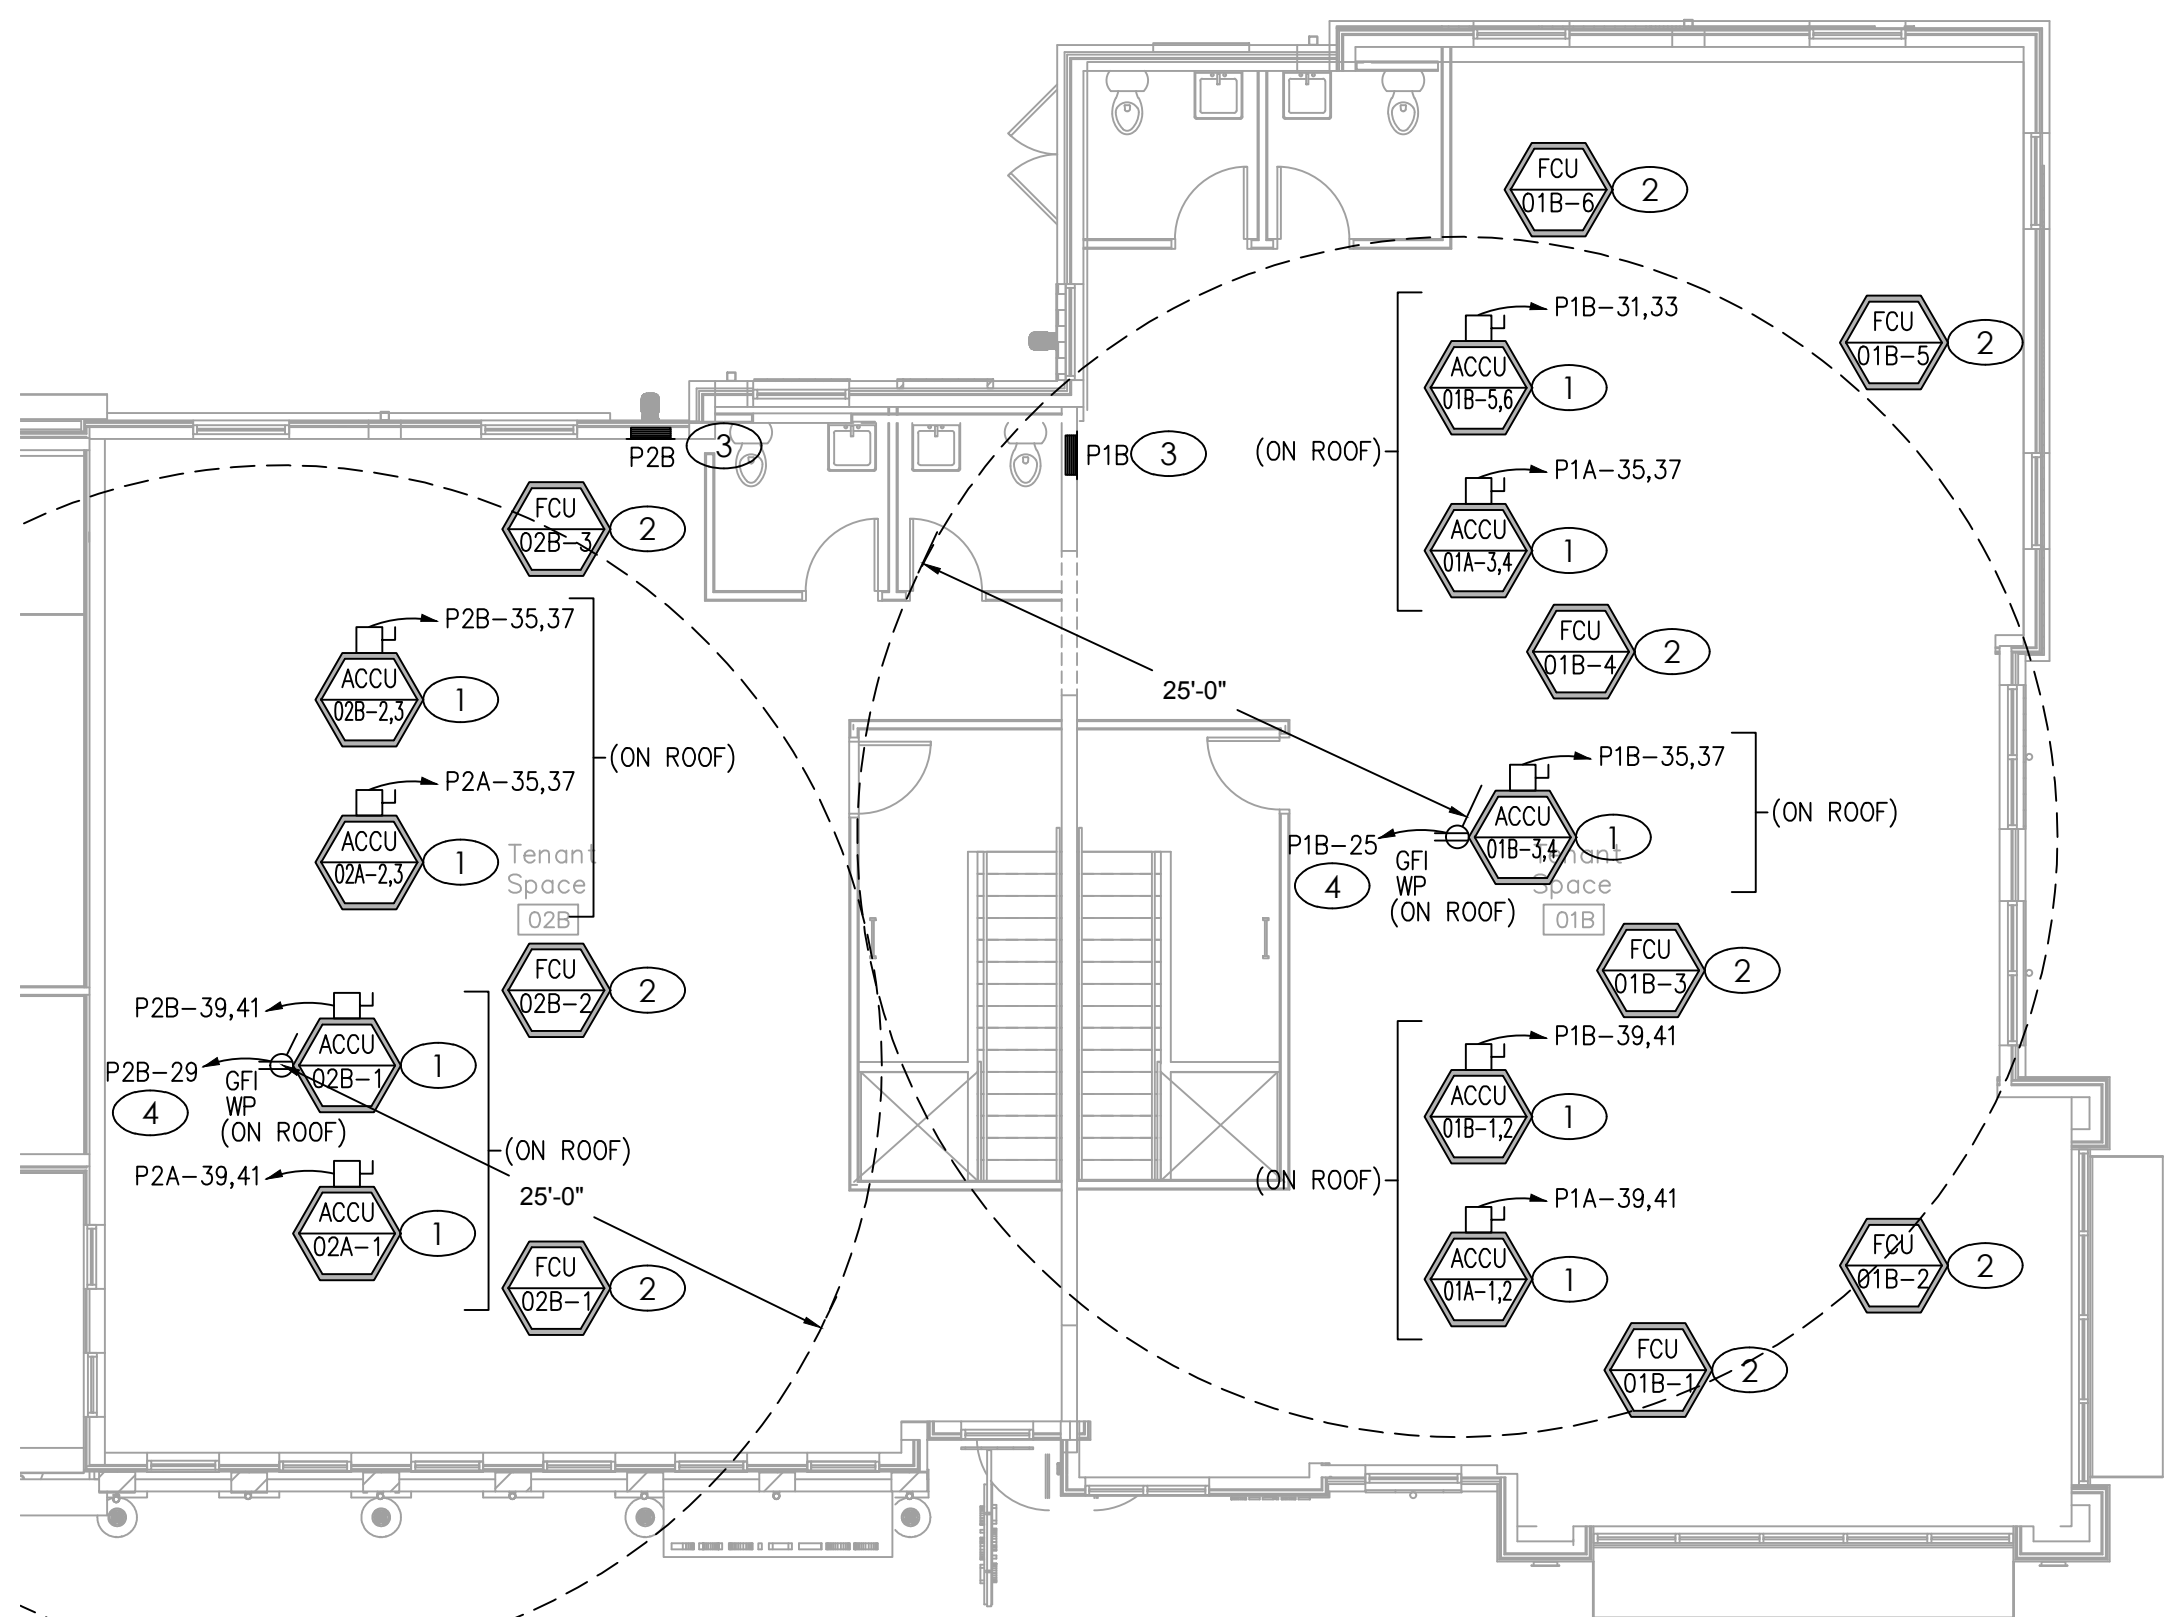 FCU
01B-6
2
P1B-31,33
FCU
01B-5
2
ACCU
01B-5,6
1
(ON ROOF)
P2B
3
P1B
3
P1A-35,37
ACCU
01A-3,4
1
FCU
02B-3
2
P2B-35,37
ACCU
02B-2,3
1
FCU
01B-4
2
25'-0"
(ON ROOF)
P2A-35,37
ACCU
02A-2,3
1
Tenant
Space
02B
P1B-35,37
ACCU
01B-3,4
1
(ON ROOF)
P1B-25
4
GFI
WP
(ON ROOF)
Tenant
Space
01B
FCU
02B-2
2
FCU
01B-3
2
P2B-39,41
ACCU
02B-1
1
P2B-29
4
GFI
WP
(ON ROOF)
(ON ROOF)
P1B-39,41
ACCU
01B-1,2
1
(ON ROOF)
P2A-39,41
ACCU
02A-1
1
25'-0"
P1A-39,41
ACCU
01A-1,2
1
FCU
02B-1
2
FCU
01B-2
2
FCU
01B-1
2